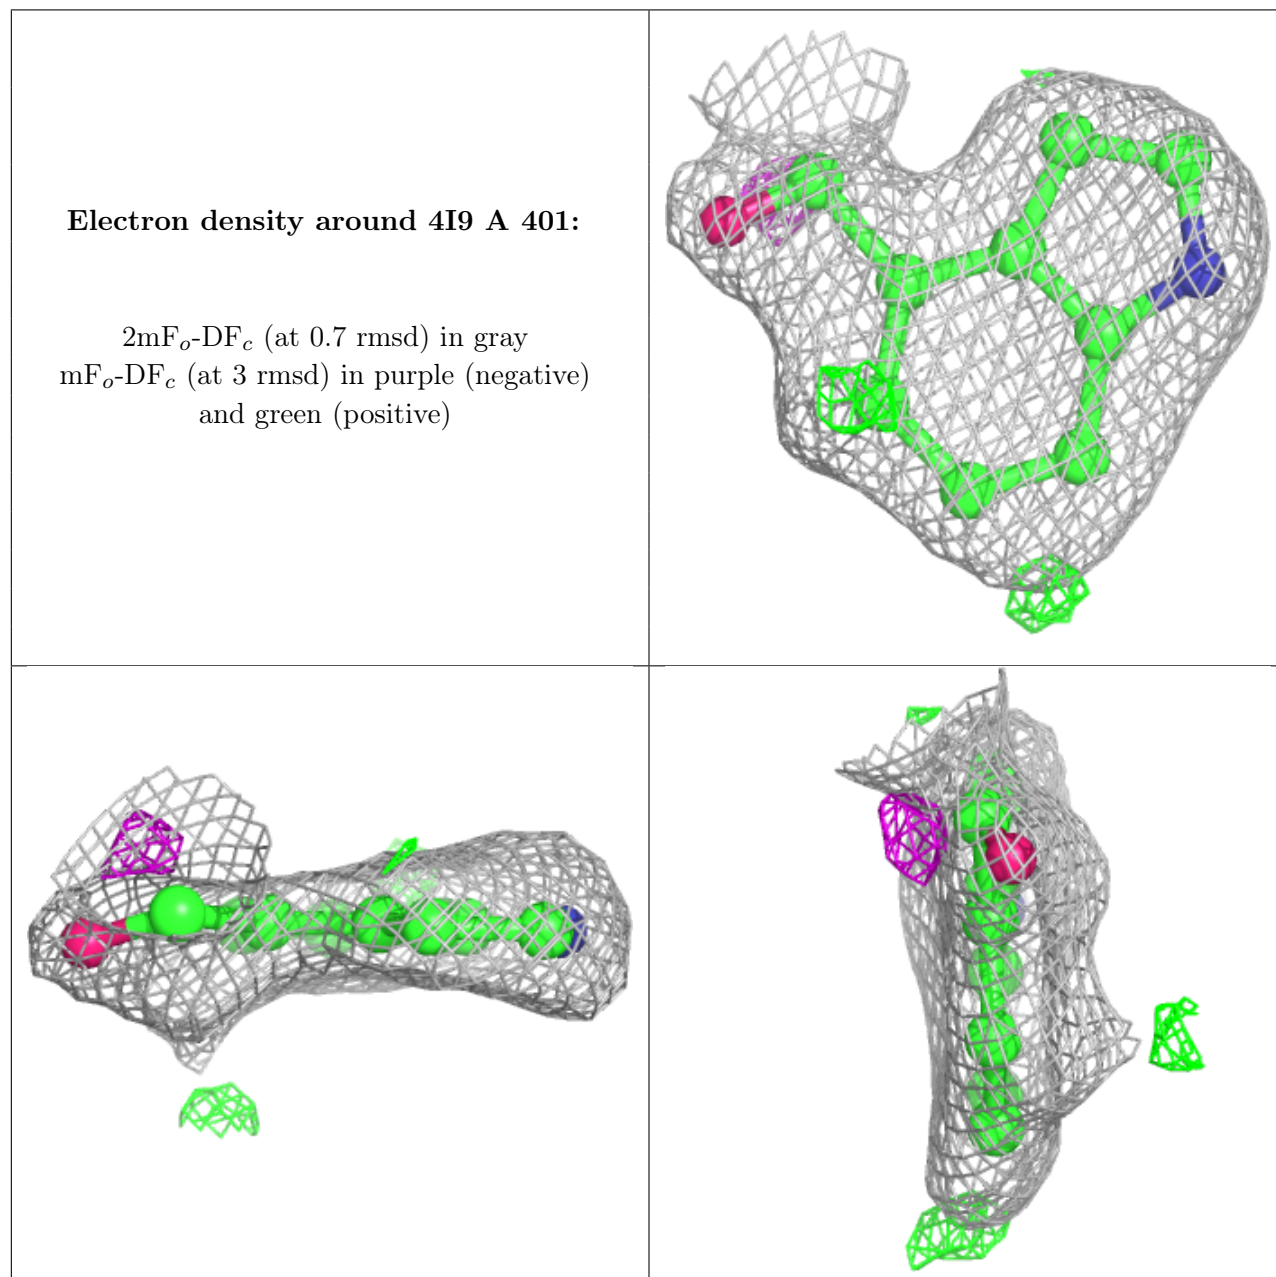 Electron density around 4I9 A 401:
2mFo-DFc (at 0.7 rmsd) in gray
mFo-DFc (at 3 rmsd) in purple (negative)
and green (positive)